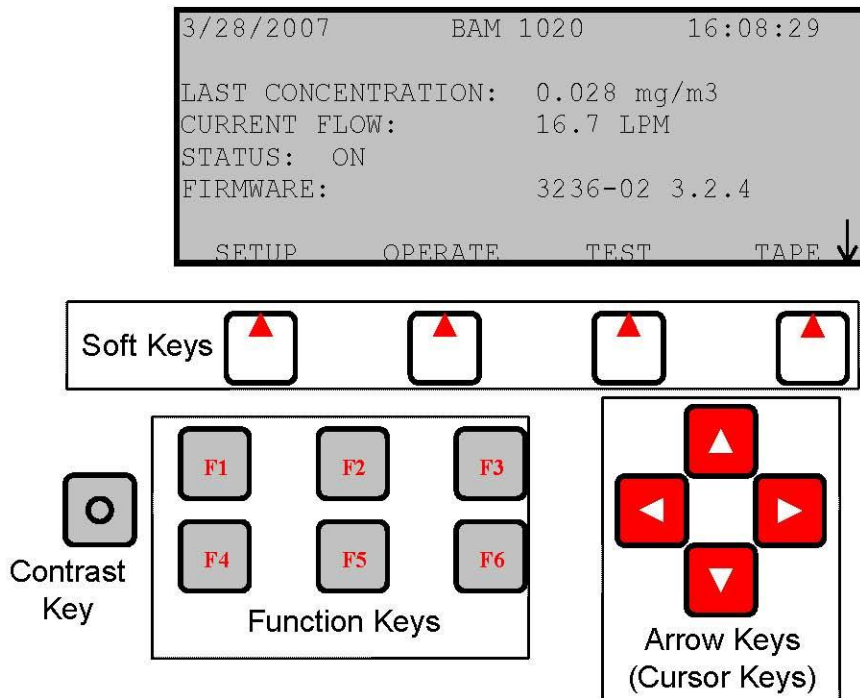 3/28/2007 BAM 1020 16:08:29
LAST CONCENTRATION: 0.028 mg/m3
CURRENT FLOW: 16.7 LPM
STATUS: ON
FIRMWARE: 3236-02 3.2.4
SETUP OPERATE TEST TAPE
Soft Keys
F1 F2 F3
F4 F5 F6
Contrast
Key
Function Keys
Arrow Keys
(Cursor Keys)